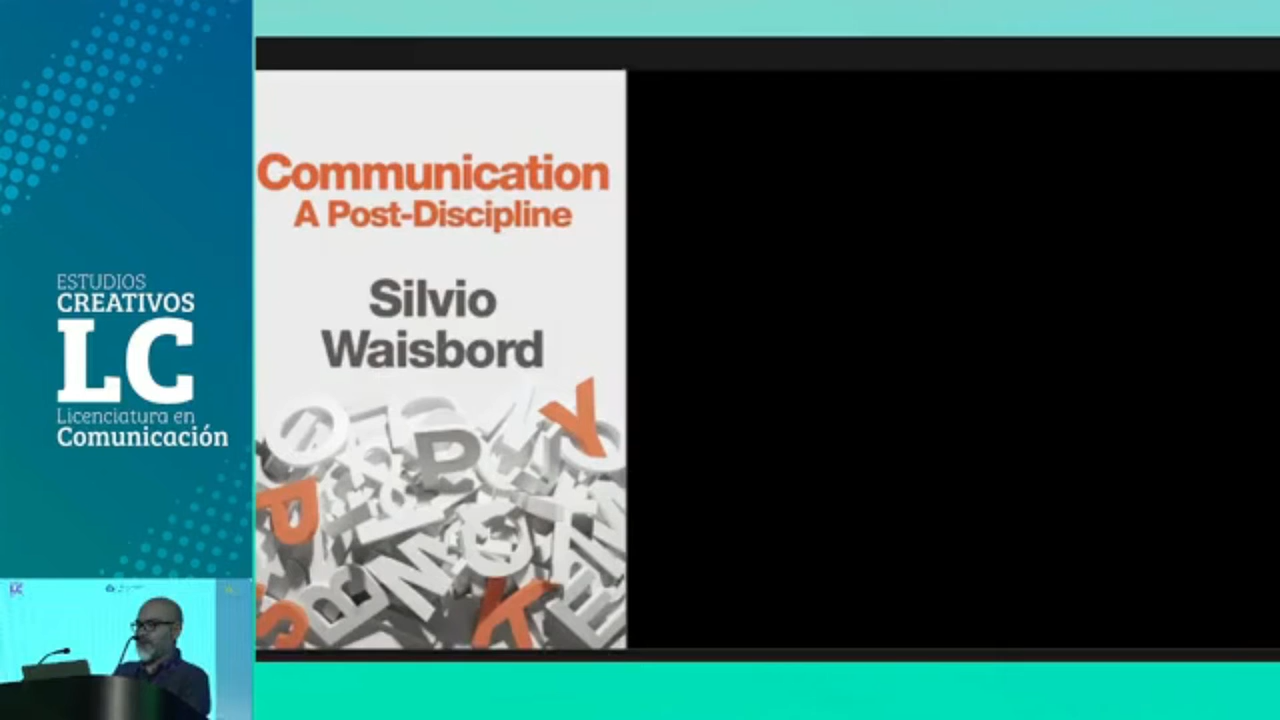 ESTUDIOS
CREATIVOS
LC
Licenciatura en
Comunicación
Communication
A Post-Discipline
Silvio
Waisbord